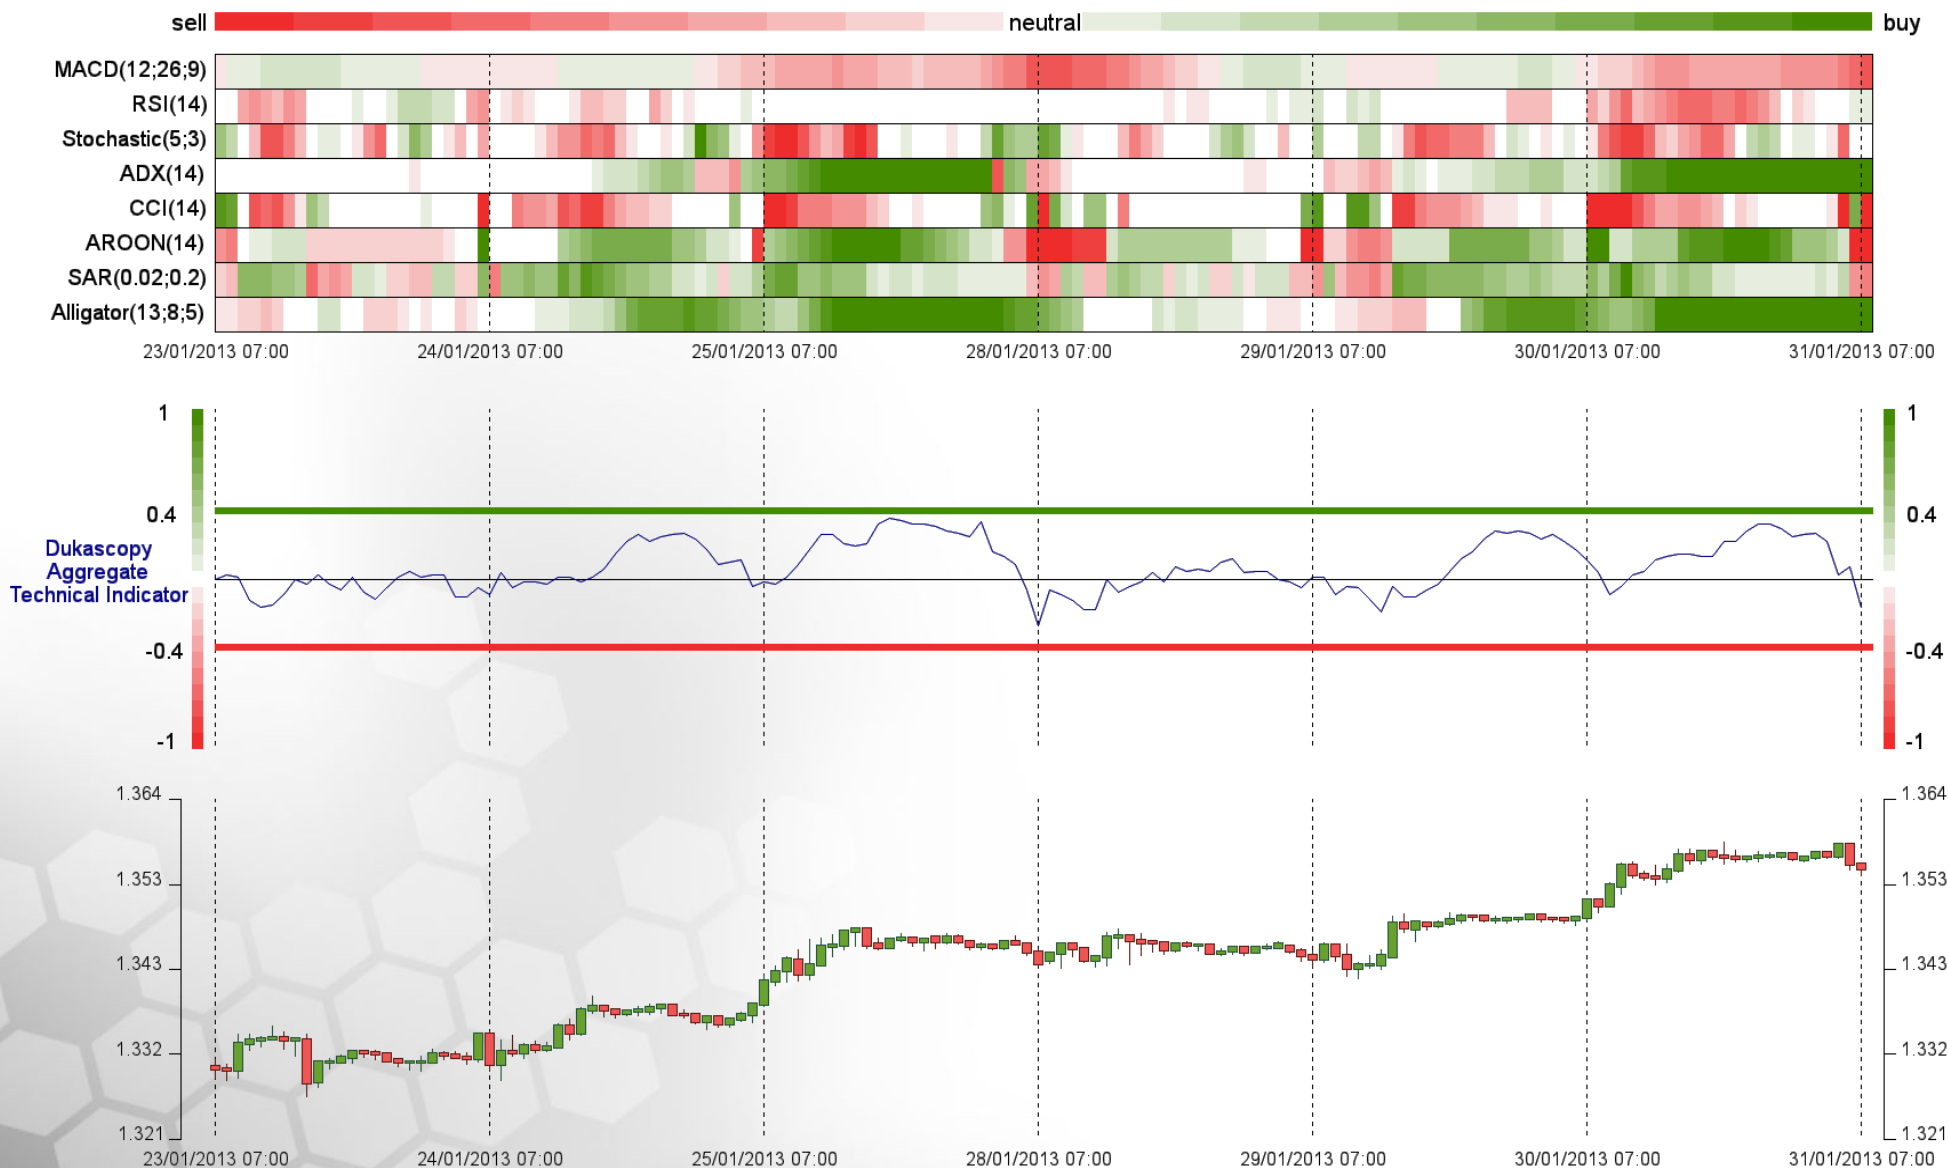 sell neutral buy
MACD(12;26;9)
RSI(14)
Stochastic(5;3)
ADX(14)
CCI(14)
AROON(14)
SAR(0.02;0.2)
Alligator(13;8;5)
23/01/2013 07:00 24/01/2013 07:00 25/01/2013 07:00 28/01/2013 07:00 29/01/2013 07:00 30/01/2013 07:00 31/01/2013 07:00
1 1
0.4 0.4
Dukascopy
Aggregate
Technical Indicator
-0.4 -0.4
-1 -1
1.364 1.364
1.353 1.353
1.343 1.343
1.332 1.332
1.321 1.321
23/01/2013 07:00 24/01/2013 07:00 25/01/2013 07:00 28/01/2013 07:00 29/01/2013 07:00 30/01/2013 07:00 31/01/2013 07:00